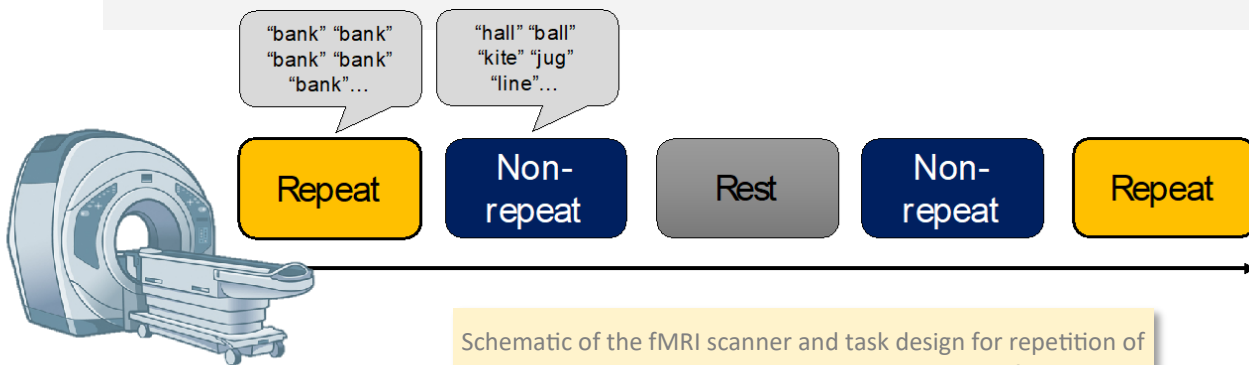 “bank” “bank”
“bank” “bank”
“bank”...
“hall” “ball”
“kite” “jug”
“line”...
Repeat
Non-
repeat
Rest
Non-
repeat
Repeat
Schematic of the fMRI scanner and task design for repetition of